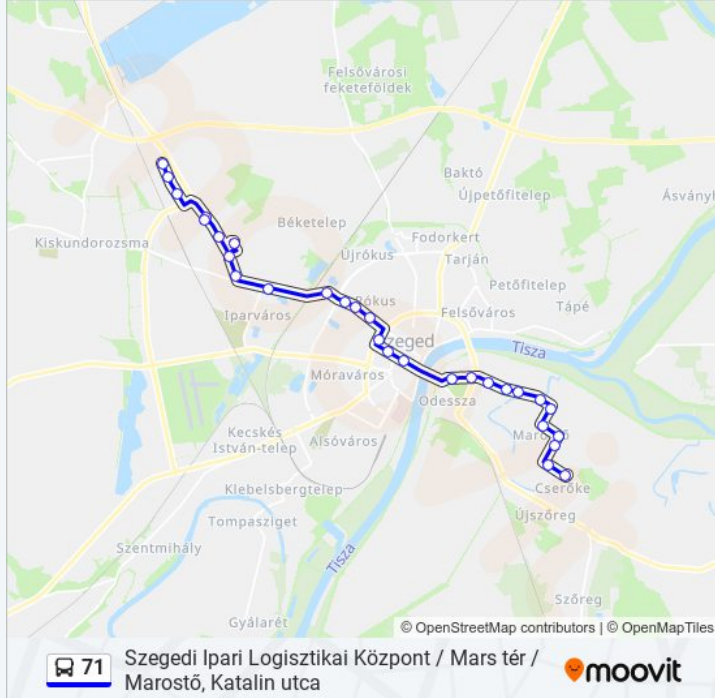 Felsővárosi
feketeföldek
Baktó
Újpetőfitelep
Ásványh
Béketelep
Fodorkert
Kiskundorozsma
Újrókus
Tarján
Petőfitelep
Rókus
Tápé
Iparváros
Felsőváros
Szeged
Tisza
Móraváros
Odessza
Kecskés
István-telep
Alsóváros
Marostő
Klebelsbergtelep
Cserőke
Tompasziget
Újszőreg
Szentmihály
Tisza
Szőreg
Gyálarét
© OpenStreetMap contributors | © OpenMapTiles
71
Szegedi Ipari Logisztikai Központ / Mars tér /
Marostő, Katalin utca
moovit